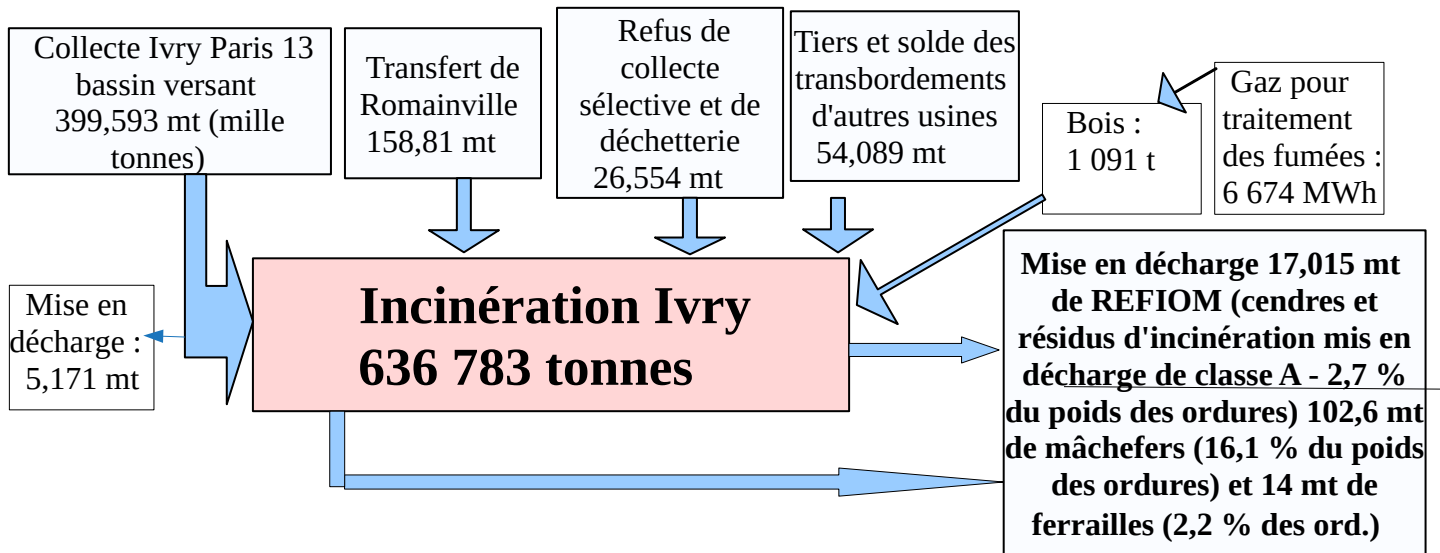 Collecte Ivry Paris 13
bassin versant
399,593 mt (mille
tonnes)
Transfert de
Romainville
158,81 mt
Refus de
collecte
sélective et de
déchetterie
26,554 mt
Tiers et solde des
transbordements
d'autres usines
54,089 mt
Bois :
1 091 t
Gaz pour
traitement
des fumées :
6 674 MWh
Mise en
décharge :
5,171 mt
Incinération Ivry
636 783 tonnes
Mise en décharge 17,015 mt
de REFIOM (cendres et
résidus d'incinération mis en
décharge de classe A - 2,7 %
du poids des ordures) 102,6 mt
de mâchefers (16,1 % du poids
des ordures) et 14 mt de
ferrailles (2,2 % des ord.)